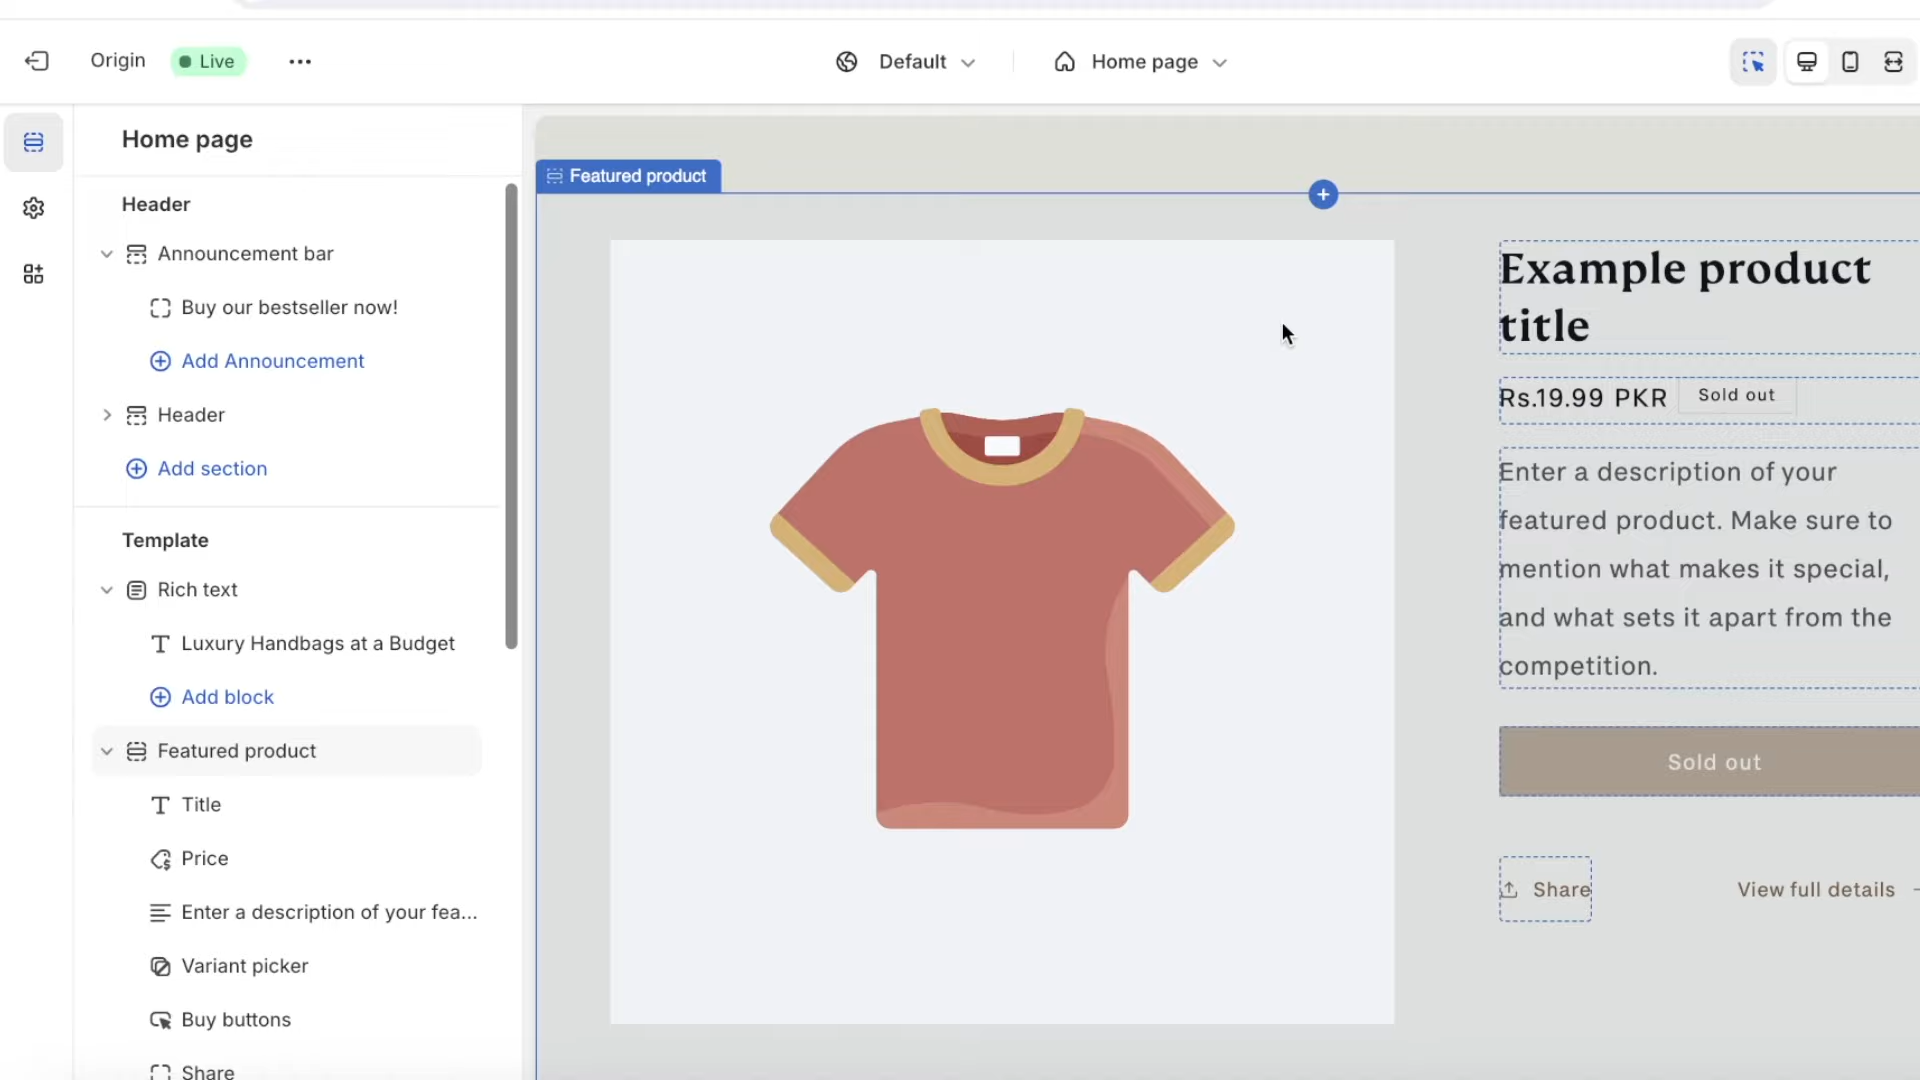 Origin
Live
Default
Home page
Home page
Header
Announcement bar
Buy our bestseller now!
Add Announcement
Header
Add section
Template
Rich text
Luxury Handbags at a Budget
Add block
Featured product
Title
Price
Enter a description of your fea...
Variant picker
Buy buttons
Share
Featured product
Example product
title
Rs.19.99 PKR Sold out
Enter a description of your
featured product. Make sure to
mention what makes it special,
and what sets it apart from the
competition.
Sold out
Share
View full details